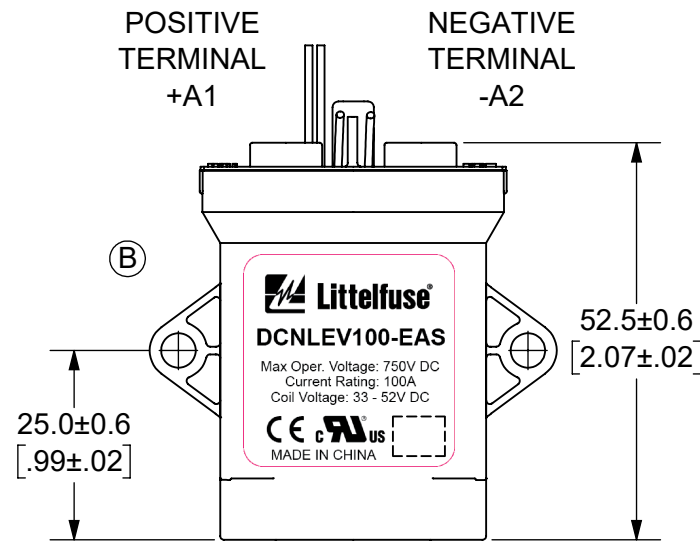 POSITIVE
TERMINAL
+A1
NEGATIVE
TERMINAL
-A2
B
Littelfuse®
DCNLEV100-EAS
Max Oper. Voltage: 750V DC
Current Rating: 100A
Coil Voltage: 33 - 52V DC
CE c RU® US
MADE IN CHINA
52.5±0.6
[2.07±.02]
25.0±0.6
[.99±.02]